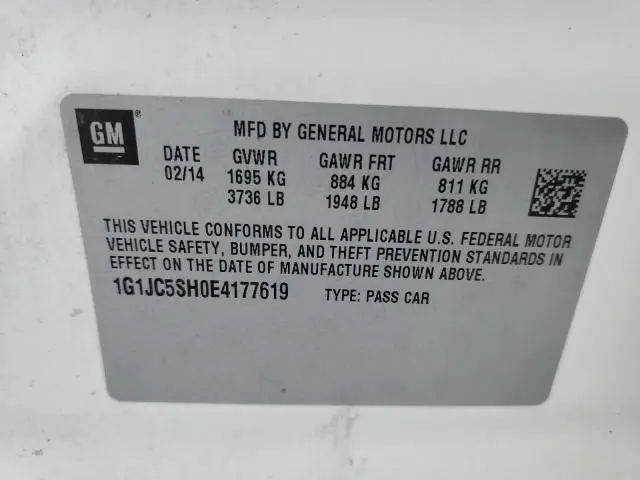 GM ®
MFD BY GENERAL MOTORS LLC
DATE GVWR GAWR FRT GAWR RR
02/14 1695 KG 884 KG 811 KG
3736 LB 1948 LB 1788 LB
THIS VEHICLE CONFORMS TO ALL APPLICABLE U.S. FEDERAL MOTOR
VEHICLE SAFETY, BUMPER, AND THEFT PREVENTION STANDARDS IN
EFFECT ON THE DATE OF MANUFACTURE SHOWN ABOVE.
1G1JC5SH0E4177619 TYPE: PASS CAR